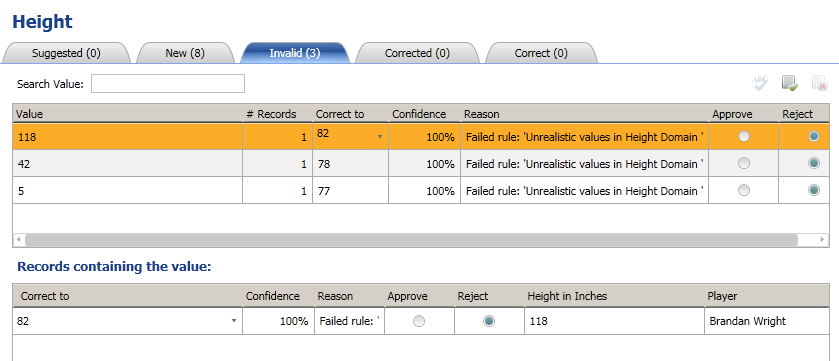 Height
Suggested (0) New (8) Invalid (3) Corrected (0) Correct (0)
Search Value: ABC
Value # Records Correct to Confidence Reason Approve Reject
118 1 82 100% Failed rule: 'Unrealistic values in Height Domain '
42 1 78 100% Failed rule: 'Unrealistic values in Height Domain '
5 1 77 100% Failed rule: 'Unrealistic values in Height Domain '
Records containing the value:
Correct to Confidence Reason Approve Reject Height in Inches Player
82 100% Failed rule: ' 118 Brandan Wright